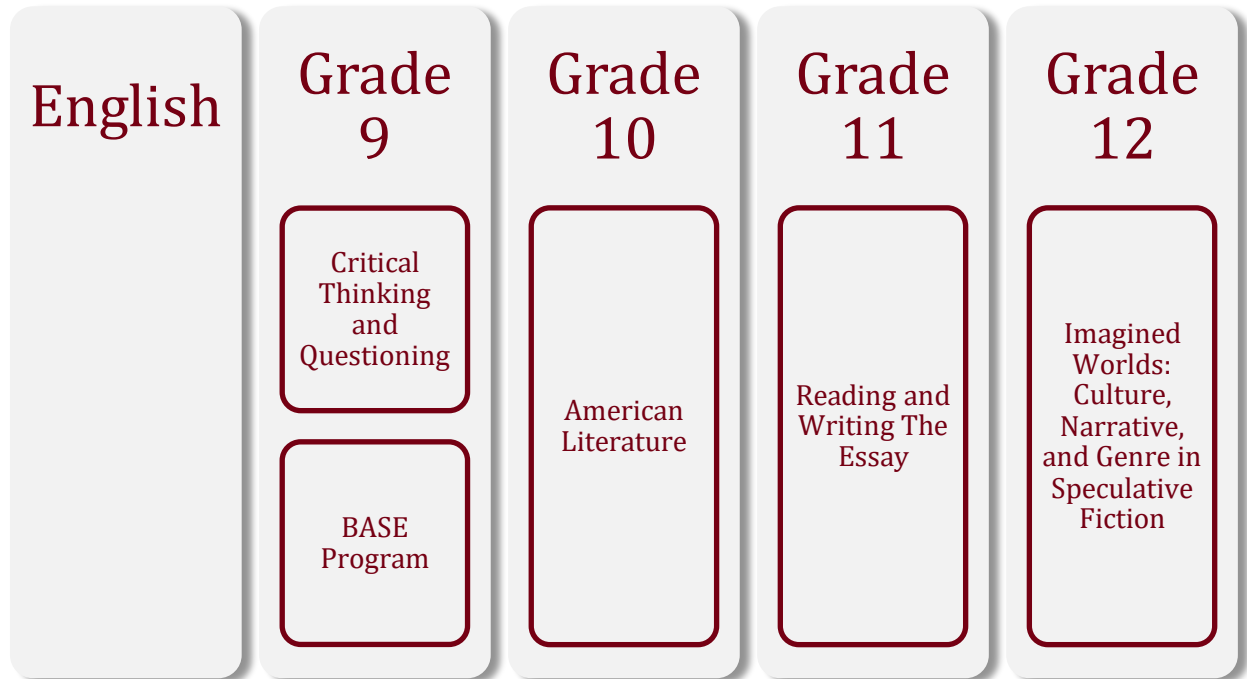 English
Grade
9
Critical
Thinking
and
Questioning
BASE
Program
Grade
10
American
Literature
Grade
11
Reading and
Writing The
Essay
Grade
12
Imagined
Worlds:
Culture,
Narrative,
and Genre in
Speculative
Fiction